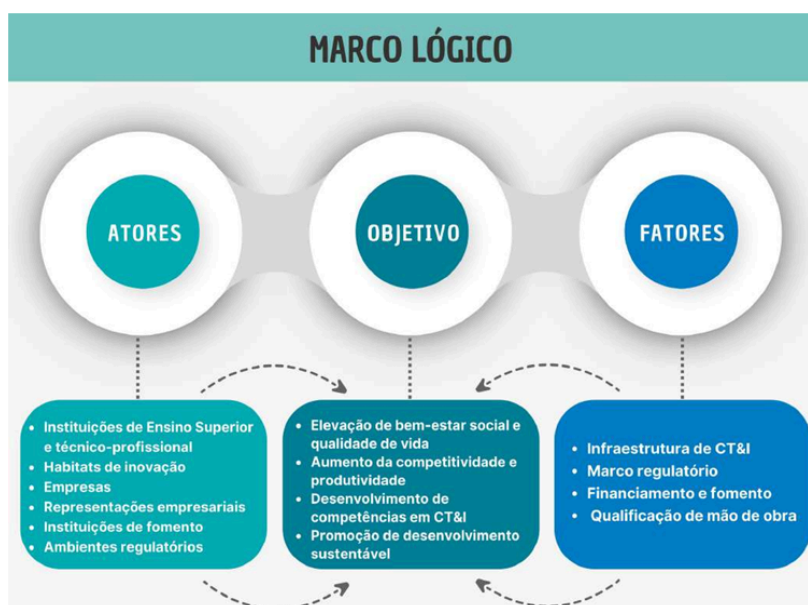 MARCO LÓGICO
ATORES
OBJETIVO
FATORES
• Instituições de Ensino Superior
e técnico-profissional
• Habitats de inovação
• Empresas
• Representações empresariais
• Instituições de fomento
• Ambientes regulatórios
• Elevação de bem-estar social e
qualidade de vida
• Aumento da competitividade e
produtividade
• Desenvolvimento de
competências em CT&I
• Promoção de desenvolvimento
sustentável
• Infraestrutura de CT&I
• Marco regulatório
• Financiamento e fomento
• Qualificação de mão de obra